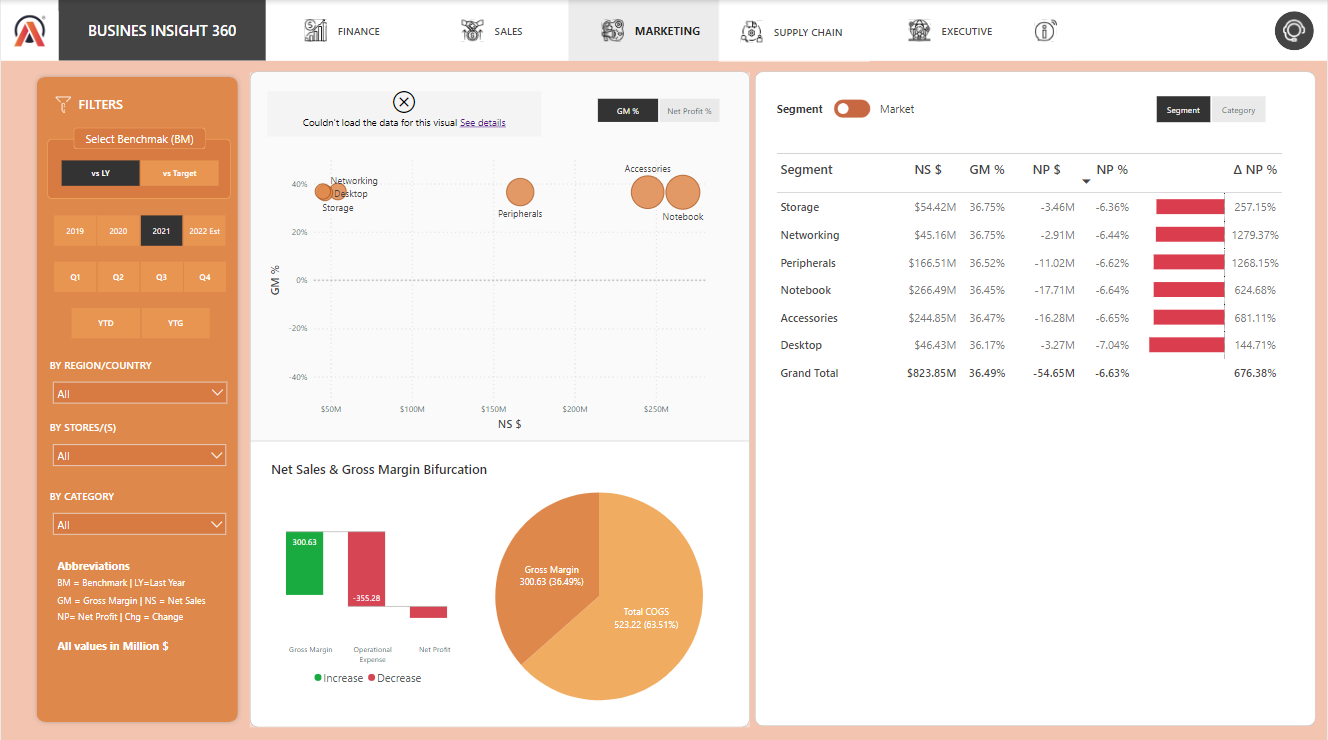 BUSINES INSIGHT 360
FINANCE
SALES
MARKETING
SUPPLY CHAIN
EXECUTIVE
FILTERS
Select Benchmak (BM)
vs LY
vs Target
2019
2020
2021
2022 Est
Q1
Q2
Q3
Q4
YTD
YTG
BY REGION/COUNTRY
All
BY STORES/(S)
All
BY CATEGORY
All
Abbreviations
BM = Benchmark | LY=Last Year
GM = Gross Margin | NS = Net Sales
NP= Net Profit | Chg = Change
All values in Million $
Couldn't load the data for this visual See details
GM %
Net Profit %
GM %
40%
20%
0%
-20%
-40%
Networking
Desktop
Storage
Peripherals
Accessories
Notebook
$50M
$100M
$150M
$200M
$250M
NS $
Net Sales & Gross Margin Bifurcation
300.63
-355.28
Gross Margin
Operational
Expense
Net Profit
Increase
Decrease
Gross Margin
300.63 (36.49%)
Total COGS
523.22 (63.51%)
Segment
Market
Segment
Category
Segment NS $ GM % NP $ NP % Δ NP %
Storage $54.42M 36.75% -3.46M -6.36% 257.15%
Networking $45.16M 36.75% -2.91M -6.44% 1279.37%
Peripherals $166.51M 36.52% -11.02M -6.62% 1268.15%
Notebook $266.49M 36.45% -17.71M -6.64% 624.68%
Accessories $244.85M 36.47% -16.28M -6.65% 681.11%
Desktop $46.43M 36.17% -3.27M -7.04% 144.71%
Grand Total $823.85M 36.49% -54.65M -6.63% 676.38%